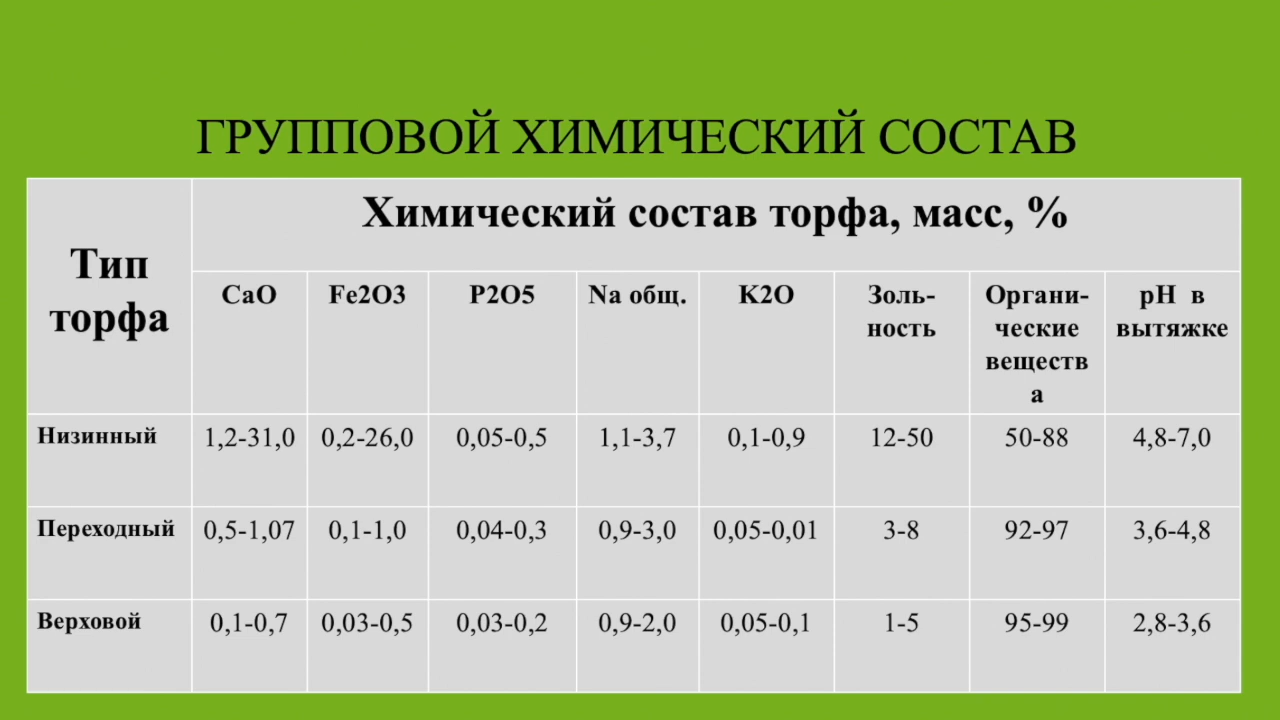 ГРУППОВОЙ ХИМИЧЕСКИЙ СОСТАВ
Тип
торфа
Химический состав торфа, масс, %
CaO
Fe2O3
P2O5
Na общ.
K2O
Золь-
ность
Органи-
ческие
веществ
а
pH в
вытяжке
Низинный
1,2-31,0
0,2-26,0
0,05-0,5
1,1-3,7
0,1-0,9
12-50
50-88
4,8-7,0
Переходный
0,5-1,07
0,1-1,0
0,04-0,3
0,9-3,0
0,05-0,01
3-8
92-97
3,6-4,8
Верховой
0,1-0,7
0,03-0,5
0,03-0,2
0,9-2,0
0,05-0,1
1-5
95-99
2,8-3,6